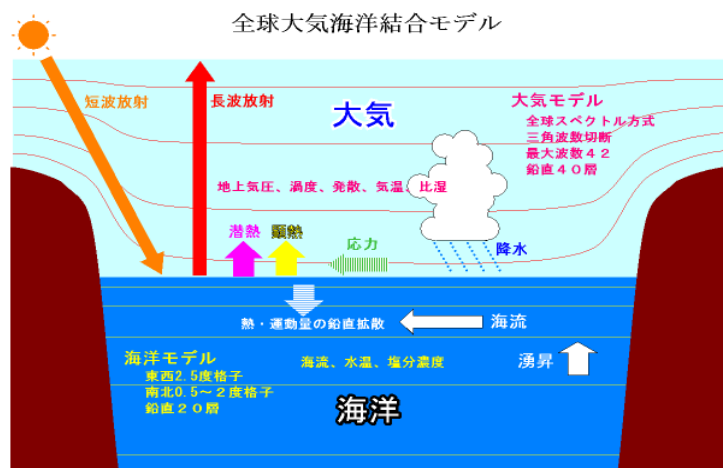 全球大気海洋結合モデル
短波放射
長波放射
大気
大気モデル
全球スペクトル方式
三角波数切断
最大波数42
鉛直40層
地上気圧、渦度、発散、気温、比湿
潜熱
顕熱
応力
降水
熱・運動量の鉛直拡散
海流
海洋モデル
東西2.5度格子
南北0.5～2度格子
鉛直20層
海流、水温、塩分濃度
湧昇
海洋